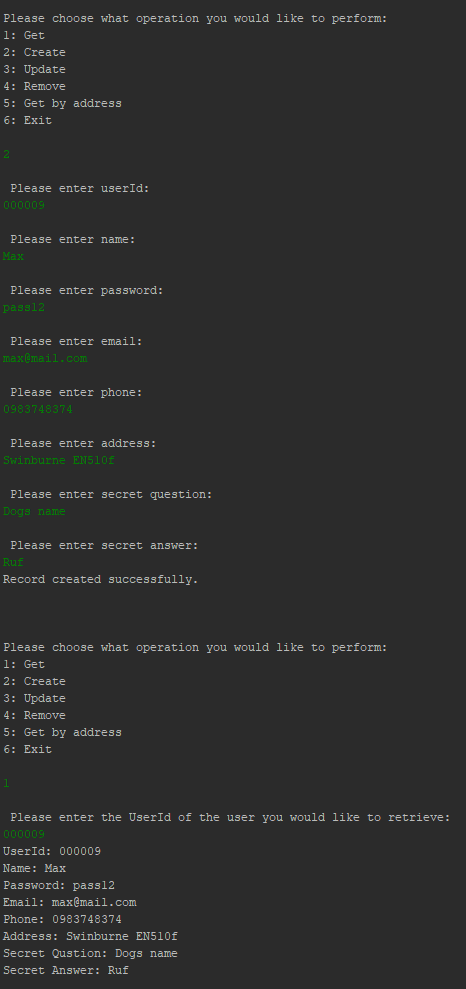 Please choose what operation you would like to perform:
1: Get
2: Create
3: Update
4: Remove
5: Get by address
6: Exit
2
Please enter userId:
000009
Please enter name:
Max
Please enter password:
pass12
Please enter email:
max@mail.com
Please enter phone:
0983748374
Please enter address:
Swinburne EN510f
Please enter secret question:
Dogs name
Please enter secret answer:
Ruf
Record created successfully.
Please choose what operation you would like to perform:
1: Get
2: Create
3: Update
4: Remove
5: Get by address
6: Exit
1
Please enter the UserId of the user you would like to retrieve:
000009
UserId: 000009
Name: Max
Password: pass12
Email: max@mail.com
Phone: 0983748374
Address: Swinburne EN510f
Secret Qustion: Dogs name
Secret Answer: Ruf